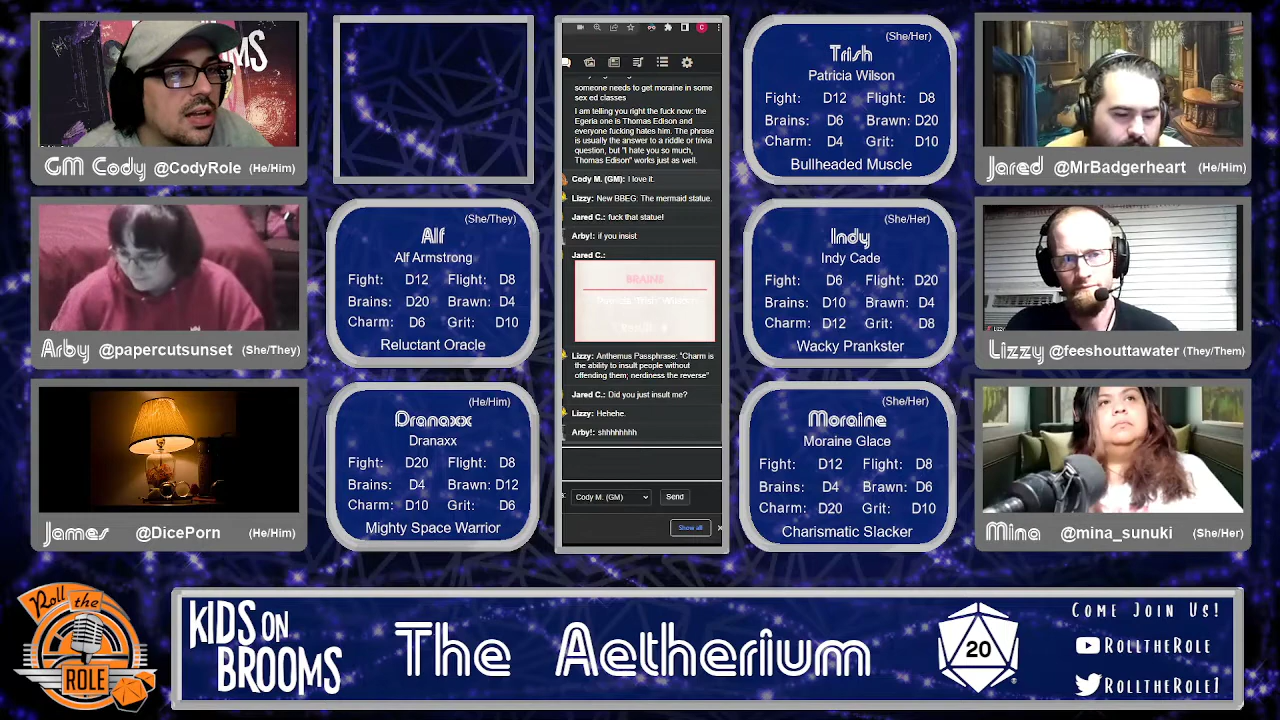 GM Cody @CodyRole (He/Him)
Arby @papercutsunset (She/They)
James @DicePorn (He/Him)
(She/They)
Alf
Alf Armstrong
Fight: D12 Flight: D8
Brains: D20 Brawn: D4
Charm: D6 Grit: D10
Reluctant Oracle
(He/Him)
Dranaxx
Dranaxx
Fight: D20 Flight: D8
Brains: D4 Brawn: D12
Charm: D10 Grit: D6
Mighty Space Warrior
someone needs to get moraine in some
sex ed classes
I am telling you right the fuck now: the
Egeria one is Thomas Edison and
everyone fucking hates him. The phrase
is usually the answer to a riddle or trivia
question, but "I hate you so much,
Thomas Edison" works just as well.
Cody M. (GM): I love it.
Lizzy: New BBEG: The mermaid statue.
Jared C.: fuck that statue!
Arby!: if you insist
Jared C.:
BRAINS
Lizzy: Anthemus Passphrase: "Charm is
the ability to insult people without
offending them; nerdiness the reverse"
Jared C.: Did you just insult me?
Lizzy: Hehehe.
Arby!: shhhhhhhh
Cody M. (GM)
Send
Show all
(She/Her)
Trish
Patricia Wilson
Fight: D12 Flight: D8
Brains: D6 Brawn: D20
Charm: D4 Grit: D10
Bullheaded Muscle
(She/Her)
Indy
Indy Cade
Fight: D6 Flight: D20
Brains: D10 Brawn: D4
Charm: D12 Grit: D8
Wacky Prankster
(She/Her)
Moraine
Moraine Glace
Fight: D12 Flight: D8
Brains: D4 Brawn: D6
Charm: D20 Grit: D10
Charismatic Slacker
Jared @MrBadgerheart (He/Him)
Lizzy @feeshouttawater (They/Them)
Mina @mina_sunuki (She/Her)
Roll the
ROLE
KIDS ON
BROOMS
The Aetherium
20
COME JOIN US!
ROLLTHEROLE
ROLLTHEROLE1